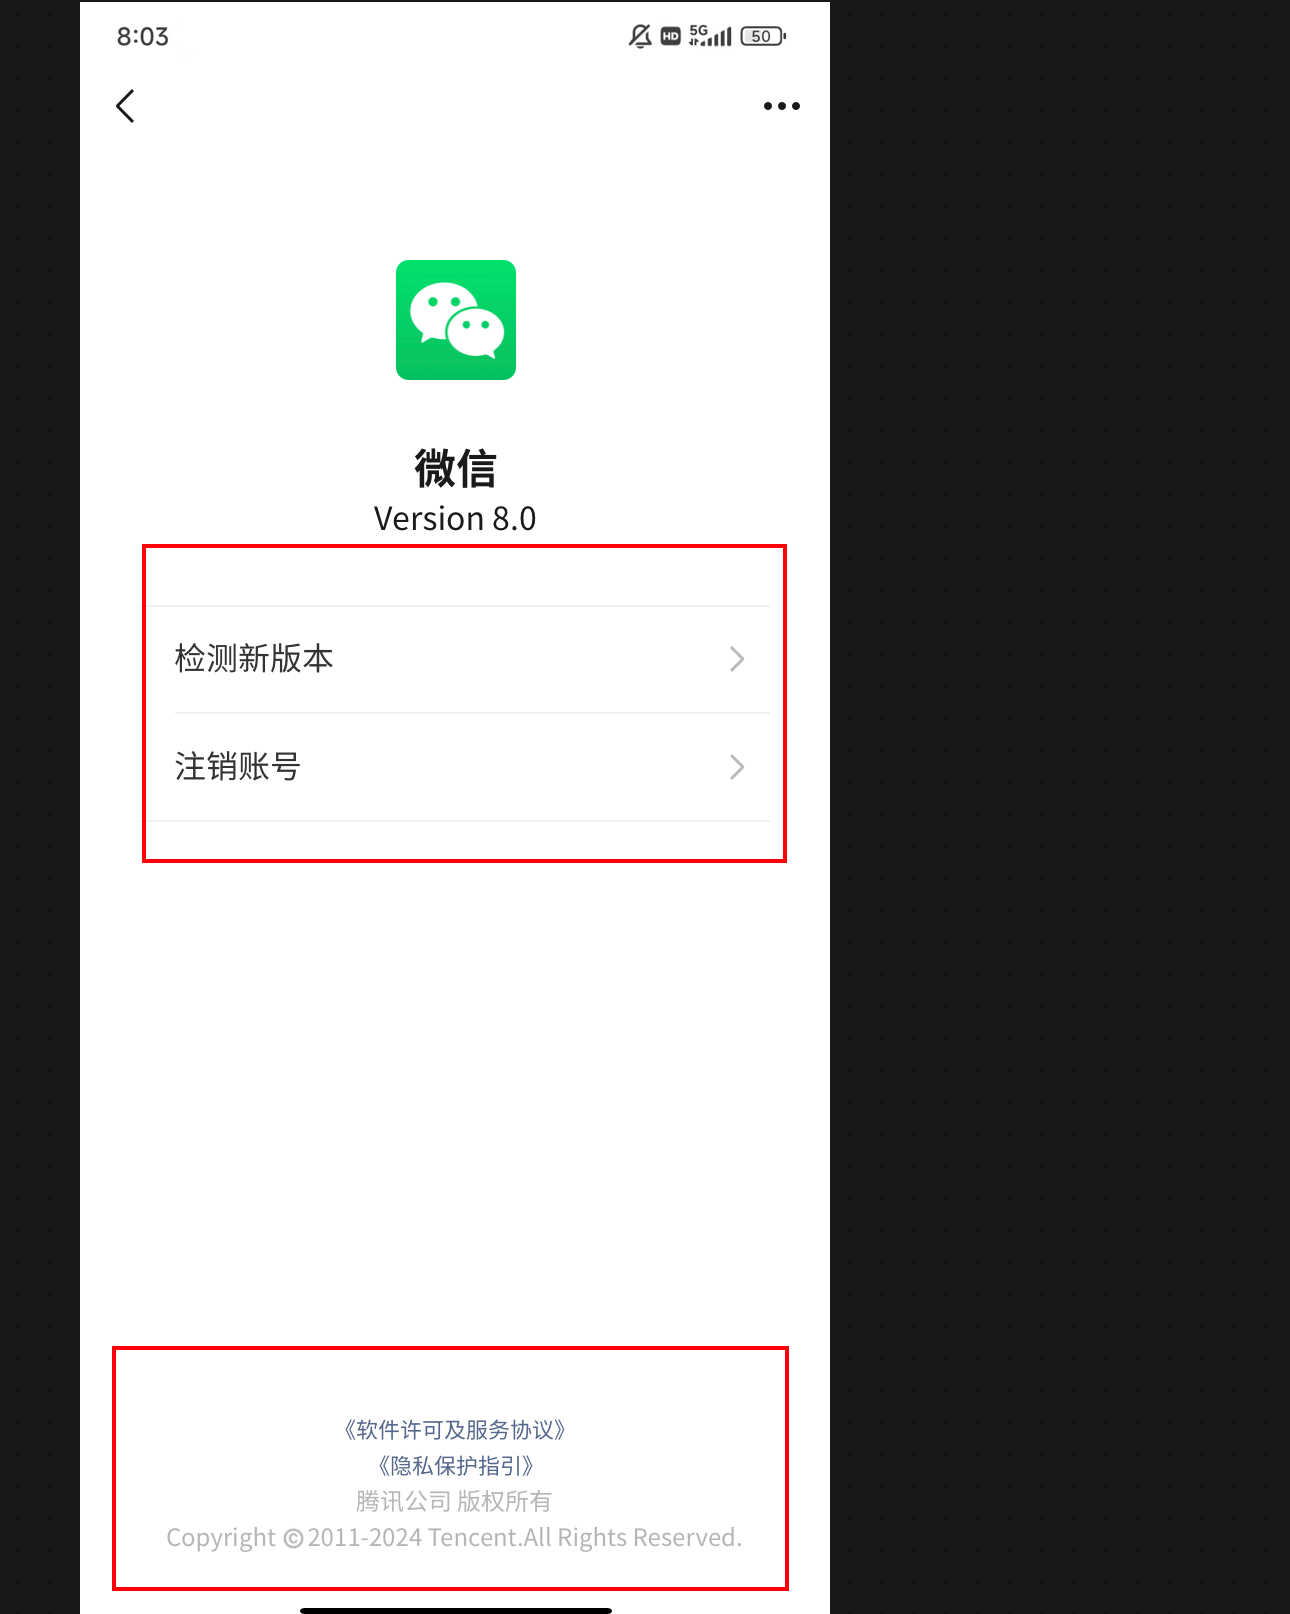 8:03
HD 5G 50
微信
Version 8.0
检测新版本
注销账号
《软件许可及服务协议》
《隐私保护指引》
腾讯公司 版权所有
Copyright ©2011-2024 Tencent.All Rights Reserved.